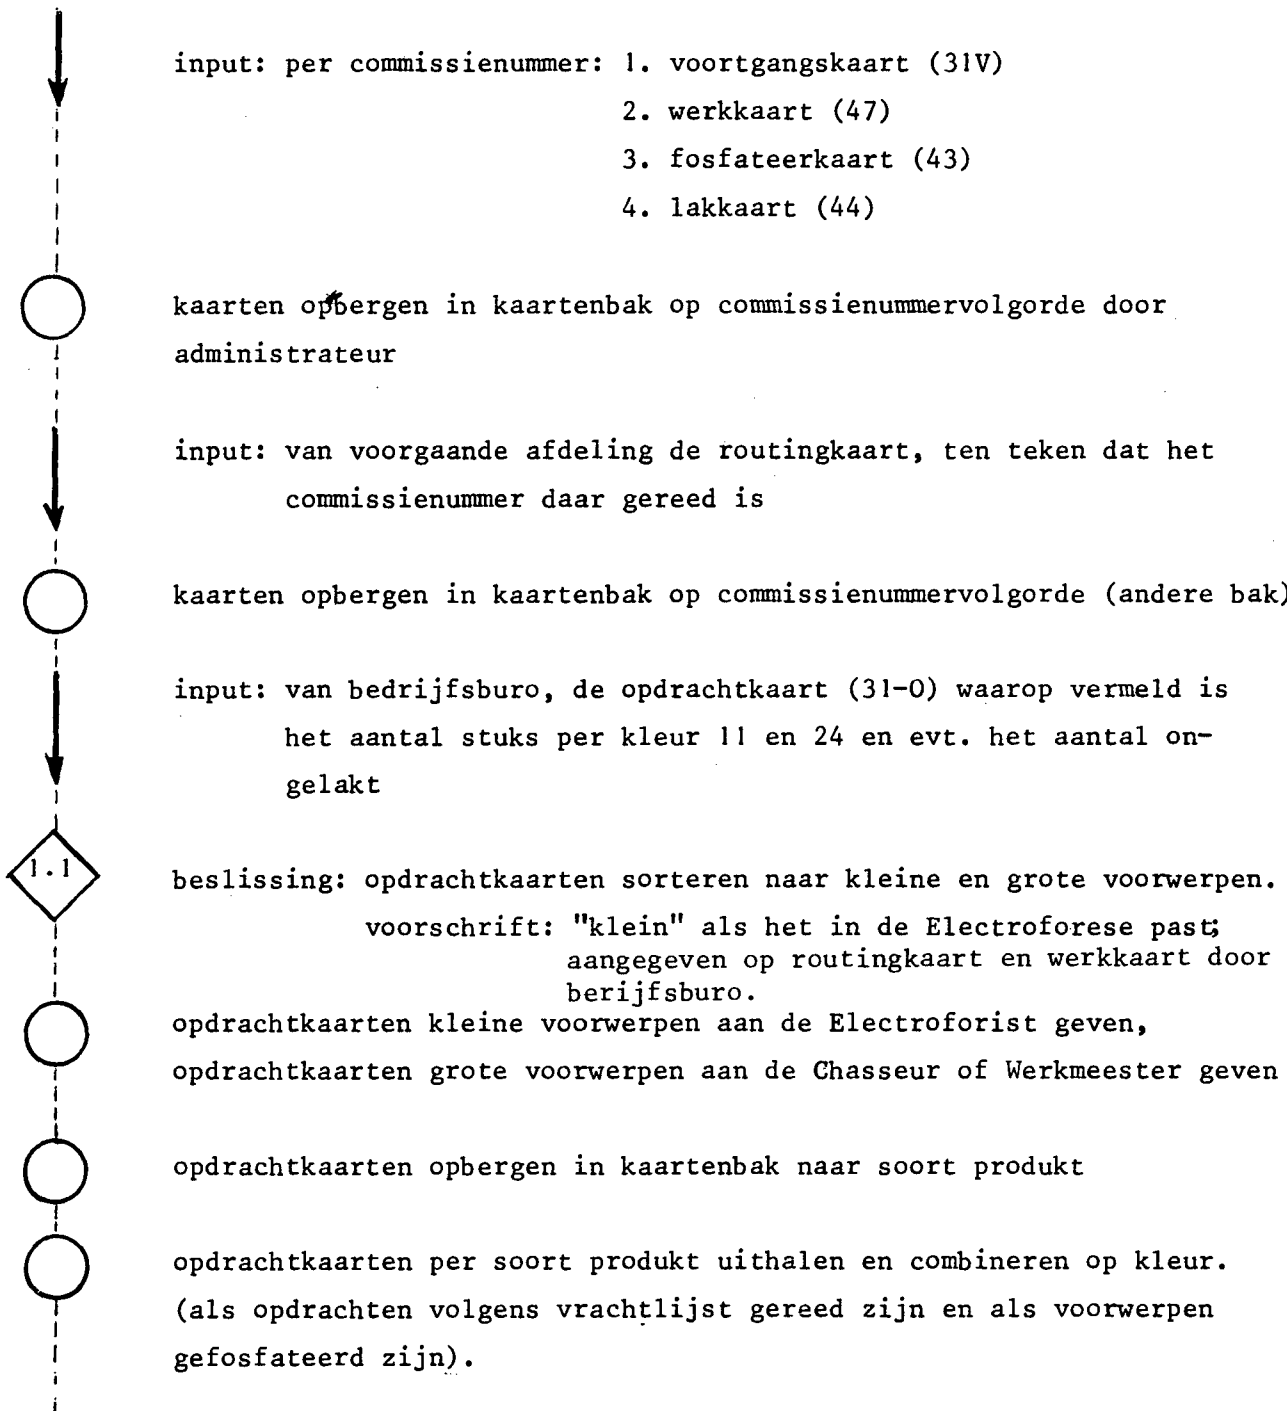 input: per commissienummer: 1. voortgangskaart (31V)
2. werkkaart (47)
3. fosfateerkaart (43)
4. lakkaart (44)
kaarten opbergen in kaartenbak op commissienummervolgorde door
administrateur
input: van voorgaande afdeling de routingkaart, ten teken dat het
commissienummer daar gereed is
kaarten opbergen in kaartenbak op commissienummervolgorde (andere bak)
input: van bedrijfsburo, de opdrachtkaart (31-O) waarop vermeld is
het aantal stuks per kleur 11 en 24 en evt. het aantal on-
gelakt
1.1
beslissing: opdrachtkaarten sorteren naar kleine en grote voorwerpen.
voorschrift: "klein" als het in de Electroforese past;
aangegeven op routingkaart en werkkaart door
berijfsburo.
opdrachtkaarten kleine voorwerpen aan de Electroforist geven,
opdrachtkaarten grote voorwerpen aan de Chasseur of Werkmeester geven
opdrachtkaarten opbergen in kaartenbak naar soort produkt
opdrachtkaarten per soort produkt uithalen en combineren op kleur.
(als opdrachten volgens vrachtlijst gereed zijn en als voorwerpen
gefosfateerd zijn).